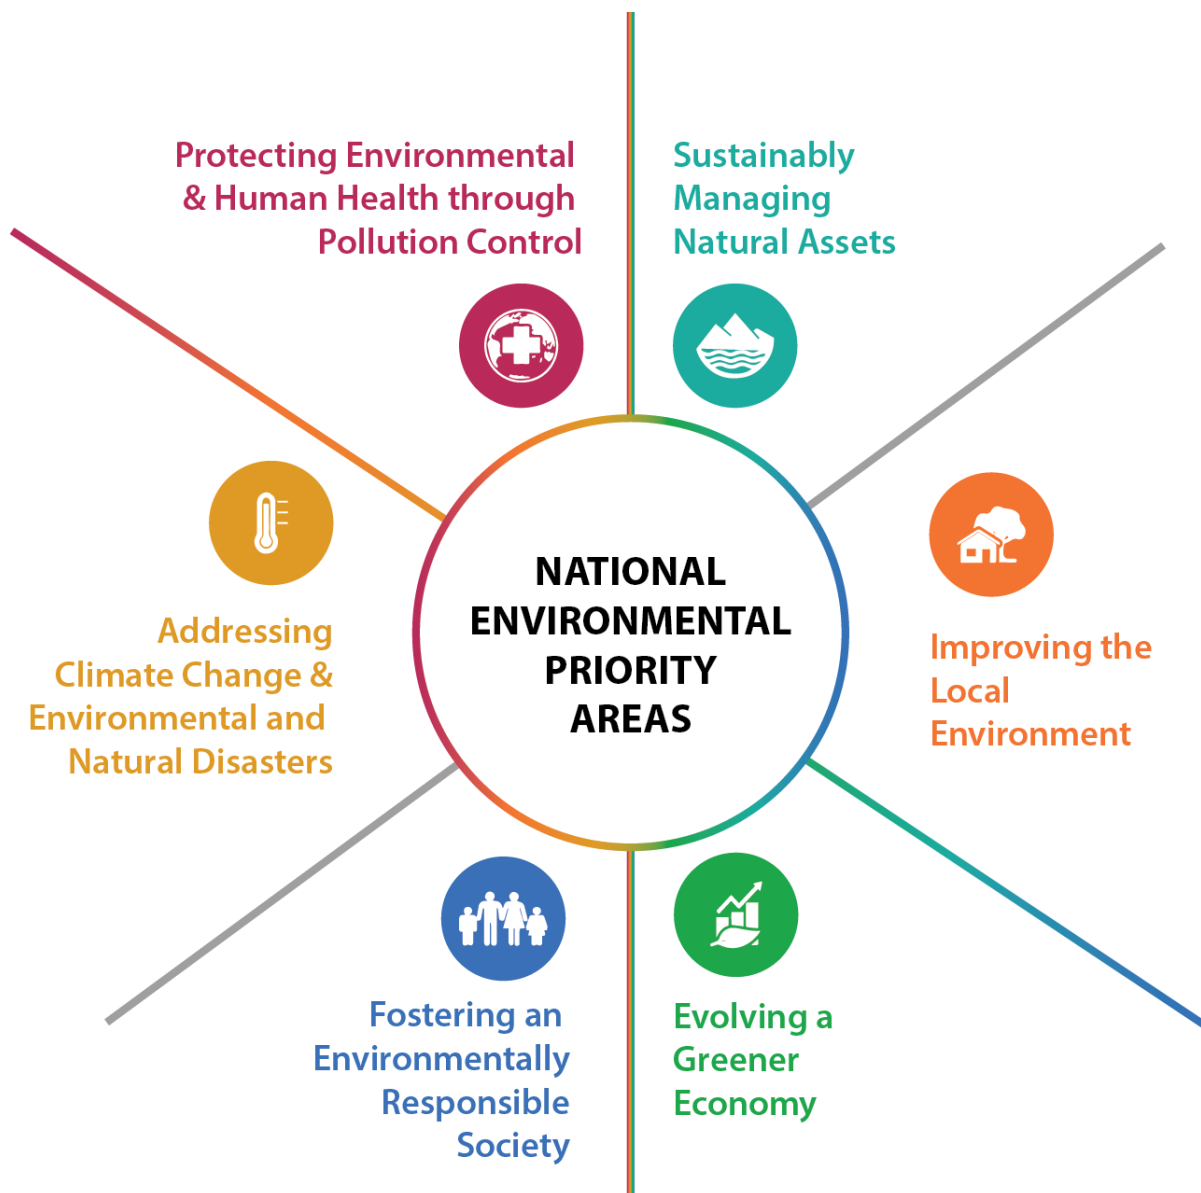 Protecting Environmental
& Human Health through
Pollution Control
Sustainably
Managing
Natural Assets
Addressing
Climate Change &
Environmental and
Natural Disasters
NATIONAL
ENVIRONMENTAL
PRIORITY
AREAS
Improving the
Local
Environment
Fostering an
Environmentally
Responsible
Society
Evolving a
Greener
Economy